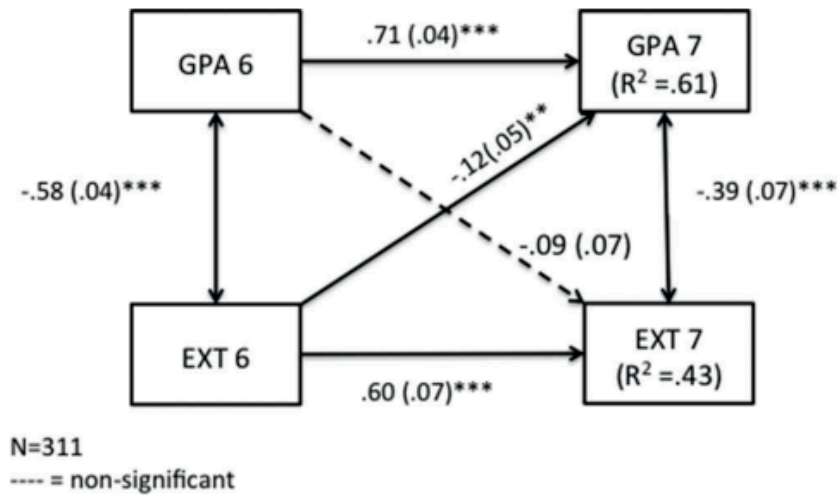 .71 (.04)***
GPA 6
GPA 7
(R² =.61)
-.12(.05)**
-.58 (.04)***
-.39 (.07)***
-.09 (.07)
EXT 6
EXT 7
(R² =.43)
.60 (.07)***
N=311
---- = non-significant